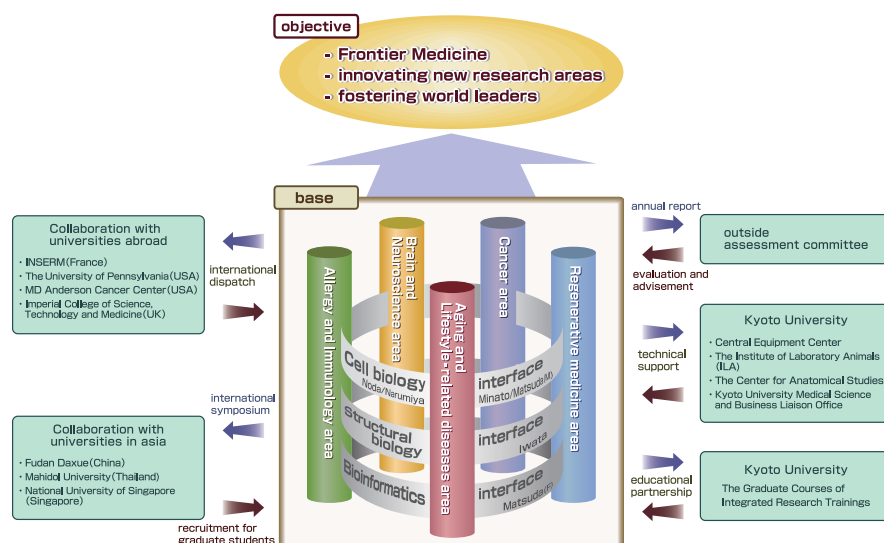 objective
- Frontier Medicine
- innovating new research areas
- fostering world leaders
base
Collaboration with
universities abroad
・INSERM(France)
・The University of Pennsylvania(USA)
・MD Anderson Cancer Center(USA)
・Imperial College of Science,
Technology and Medicine(UK)
international
dispatch
international
symposium
Collaboration with
universities in asia
・Fudan Daxue(China)
・Mahidol University(Thailand)
・National University of Singapore
(Singapore)
recruitment for
graduate students
Allergy and Immunology area
Brain and
Neuroscience area
Aging and
Lifestyle-related diseases area
Cancer area
Regenerative medicine area
Cell biology
Noda/Narumiya
interface
Minato/Matsuda(M)
structural
biology
interface
Iwata
Bioinformatics
interface
Matsuda(F)
annual report
outside
assessment committee
evaluation and
advisement
Kyoto University
・Central Equipment Center
・The Institute of Laboratory Animals
(ILA)
・The Center for Anatomical Studies
・Kyoto University Medical Science
and Business Liaison Office
technical
support
educational
partnership
Kyoto University
The Graduate Courses of
Integrated Research Trainings